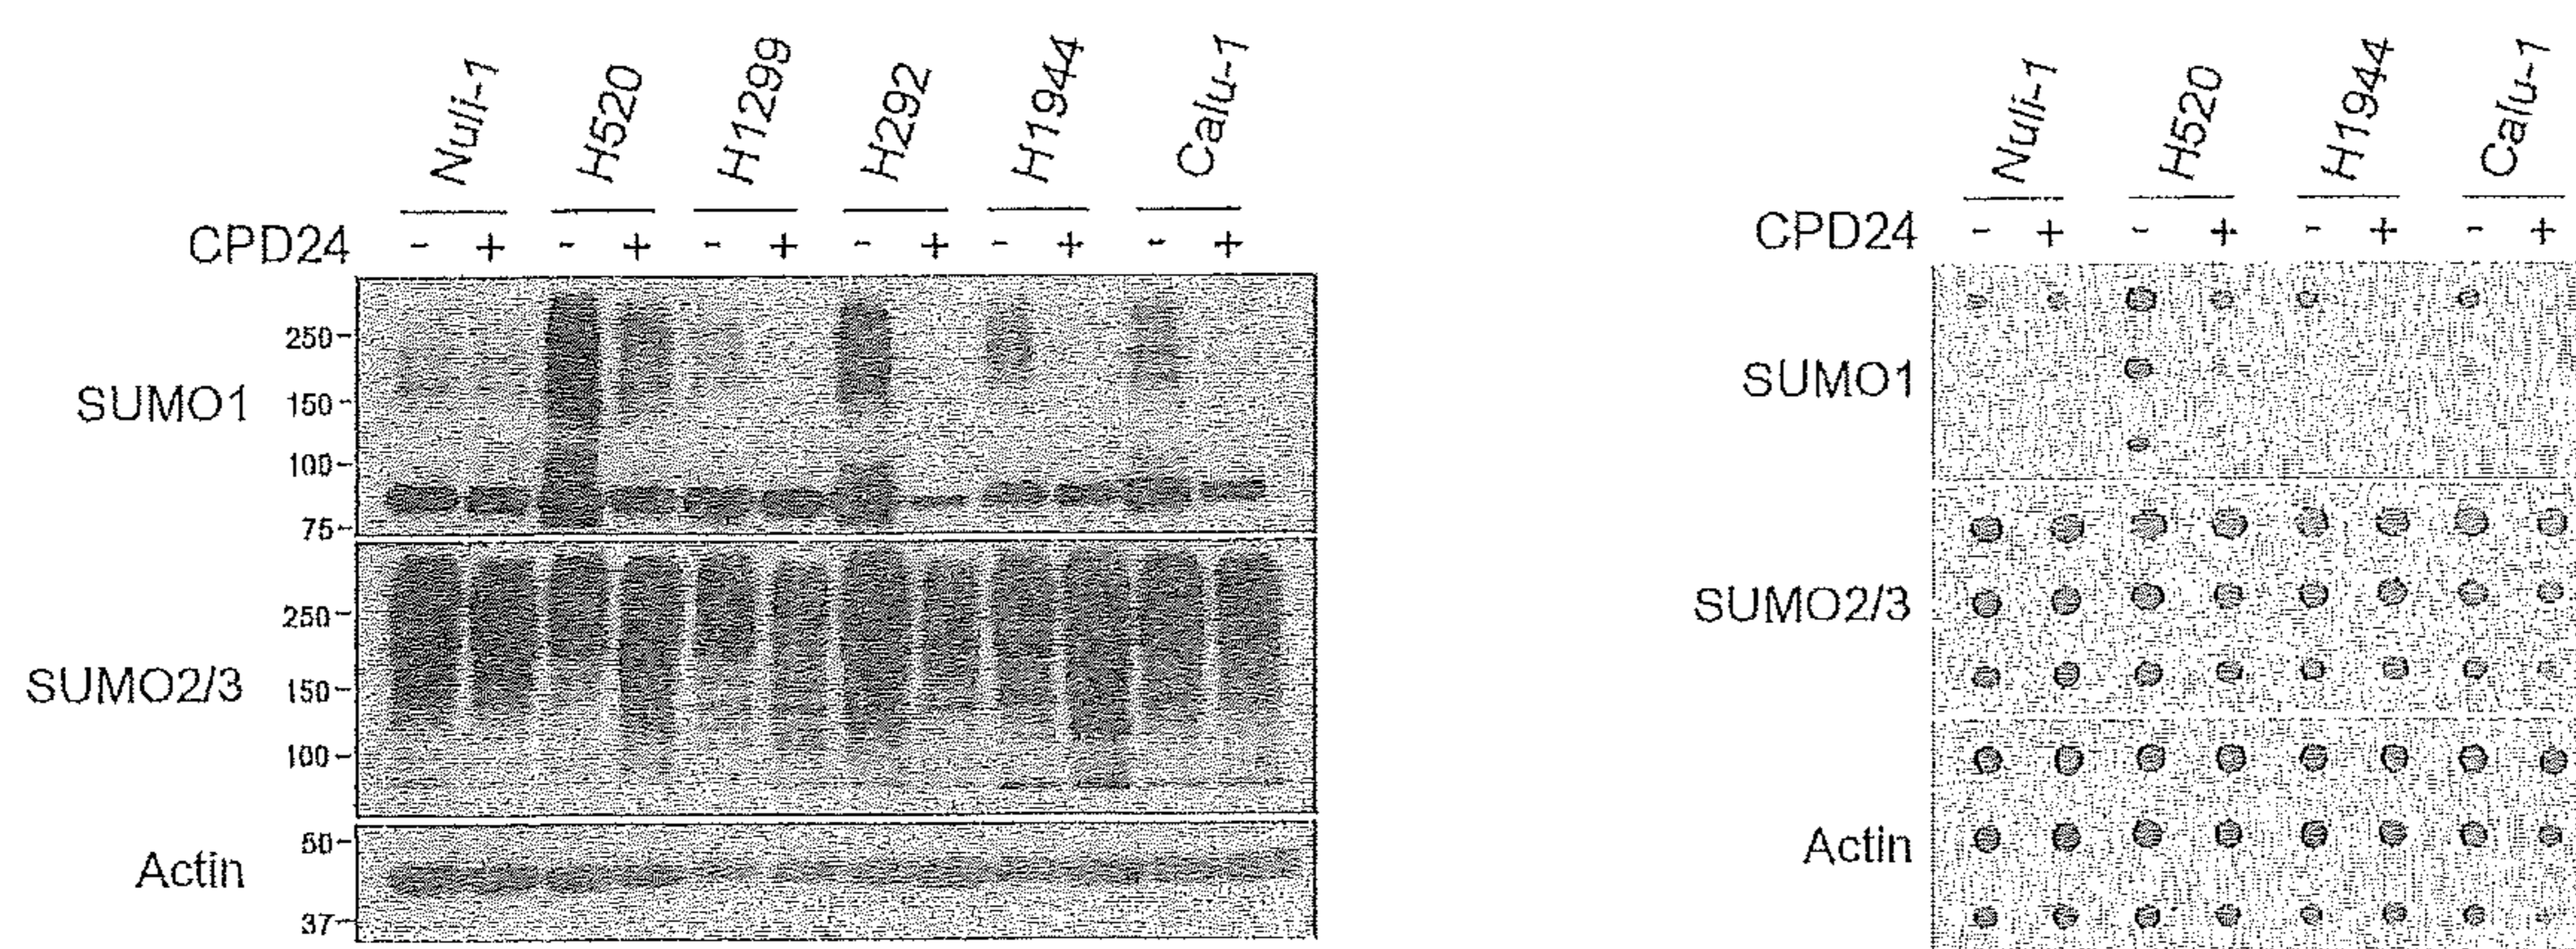 Nuli-1 H520 H1299 H292 H1944 Calu-1
CPD24 - + - + - + - + - + - +
SUMO1
250
150
100
75
SUMO2/3
250
150
100
Actin
50
37
Nuli-1 H520 H1944 Calu-1
CPD24 - + - + - + - +
SUMO1
SUMO2/3
Actin